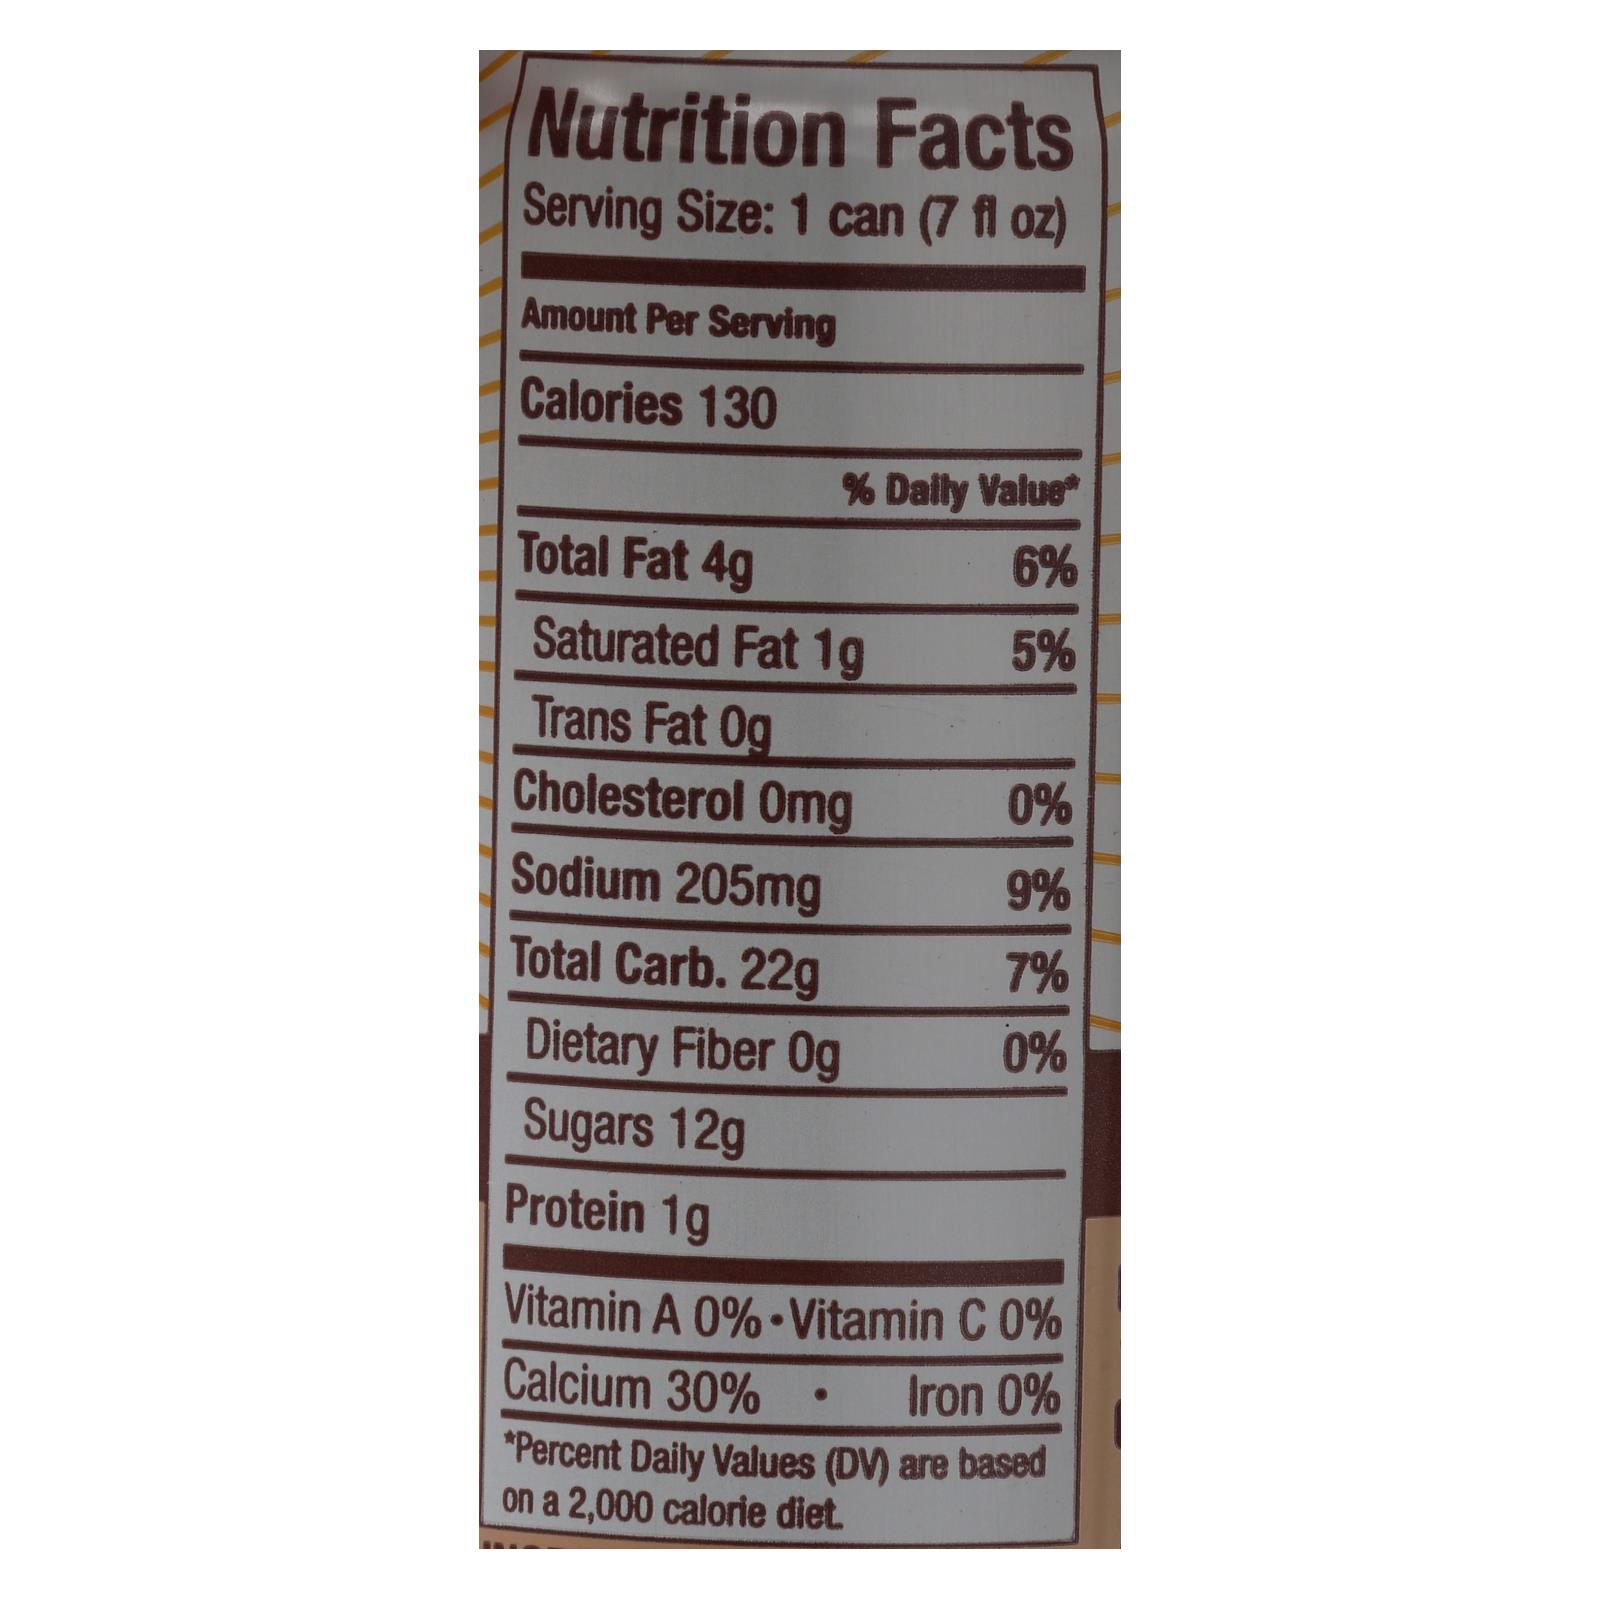 Nutrition Facts
Serving Size: 1 can (7 fl oz)
Amount Per Serving
Calories 130
% Daily Value*
Total Fat 4g 6%
Saturated Fat 1g 5%
Trans Fat 0g
Cholesterol 0mg 0%
Sodium 205mg 9%
Total Carb. 22g 7%
Dietary Fiber 0g 0%
Sugars 12g
Protein 1g
Vitamin A 0% • Vitamin C 0%
Calcium 30% • Iron 0%
*Percent Daily Values (DV) are based
on a 2,000 calorie diet.